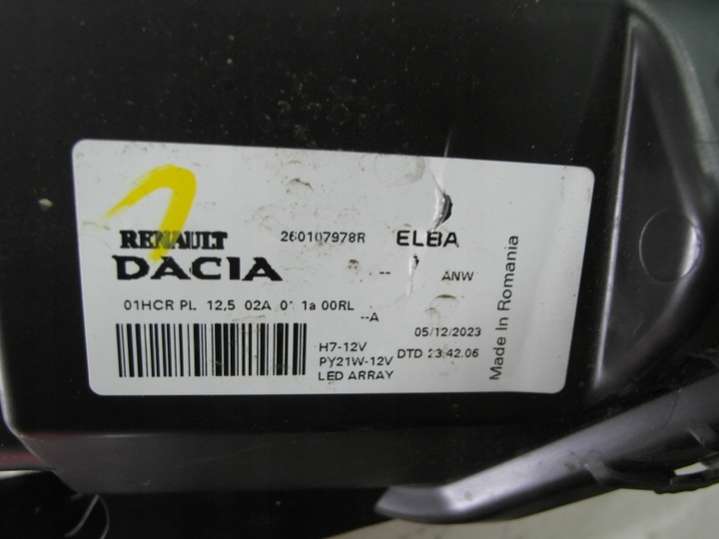 1
RENAULT 260107978R ELBA
DACIA -- ANW
01HCR PL 12,5 02A 01 1a 00RL
--A
05/12/2023
H7-12V
PY21W-12V DTD 23:42.06
LED ARRAY
Made In Romania